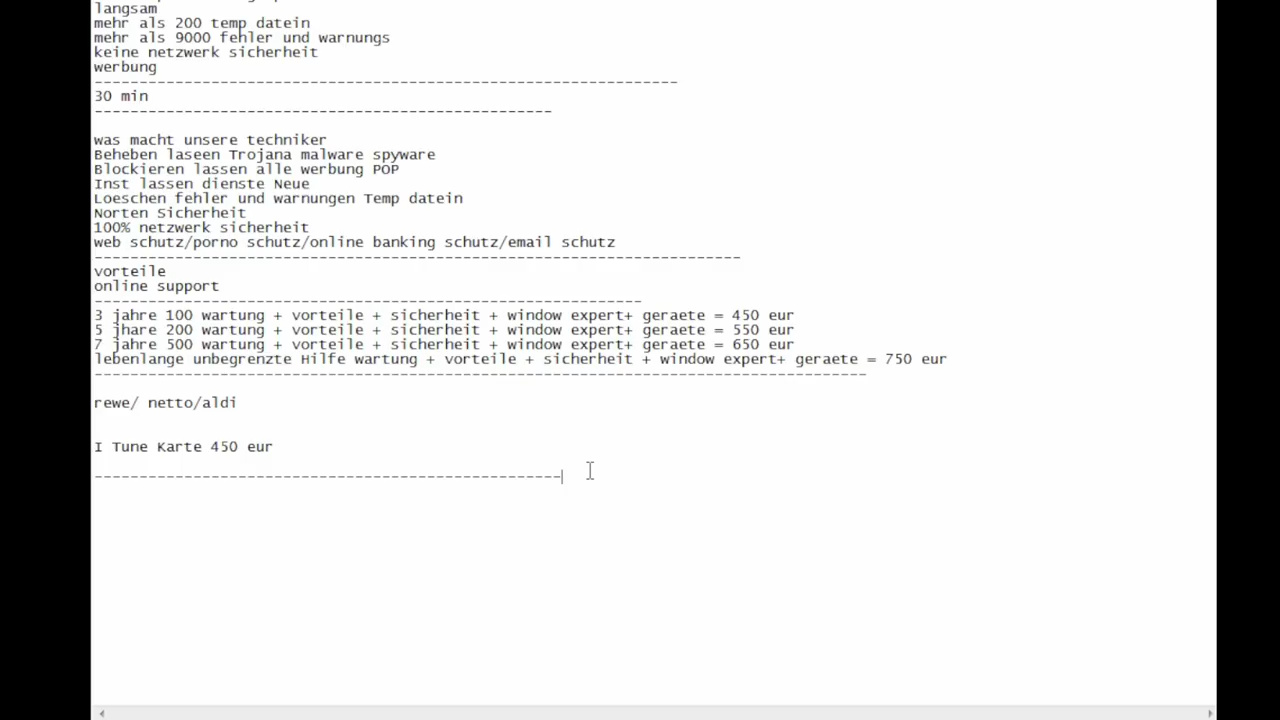 langsam
mehr als 200 temp datein
mehr als 9000 fehler und warnungs
keine netzwerk sicherheit
werbung
-----------------------------------------------------------------
30 min
---------------------------------------------------
was macht unsere techniker
Beheben laseen Trojana malware spyware
Blockieren lassen alle werbung POP
Inst lassen dienste Neue
Loeschen fehler und warnungen Temp datein
Norten Sicherheit
100% netzwerk sicherheit
web schutz/porno schutz/online banking schutz/email schutz
------------------------------------------------------------------------
vorteile
online support
-------------------------------------------------------------
3 jahre 100 wartung + vorteile + sicherheit + window expert+ geraete = 450 eur
5 jhare 200 wartung + vorteile + sicherheit + window expert+ geraete = 550 eur
7 jahre 500 wartung + vorteile + sicherheit + window expert+ geraete = 650 eur
lebenlange unbegrenzte Hilfe wartung + vorteile + sicherheit + window expert+ geraete = 750 eur
--------------------------------------------------------------------------------------
rewe/ netto/aldi
I Tune Karte 450 eur
----------------------------------------------------